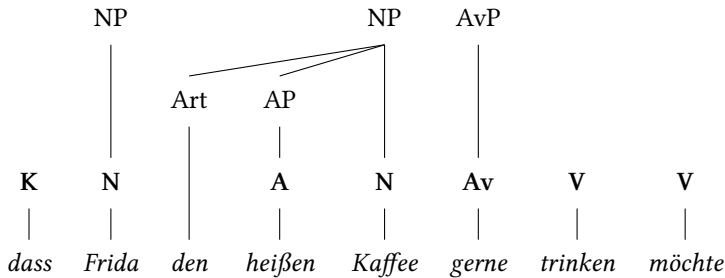 NP NP AvP
Art AP
K N A N Av V V
dass Frida den heißen Kaffee gerne trinken möchte